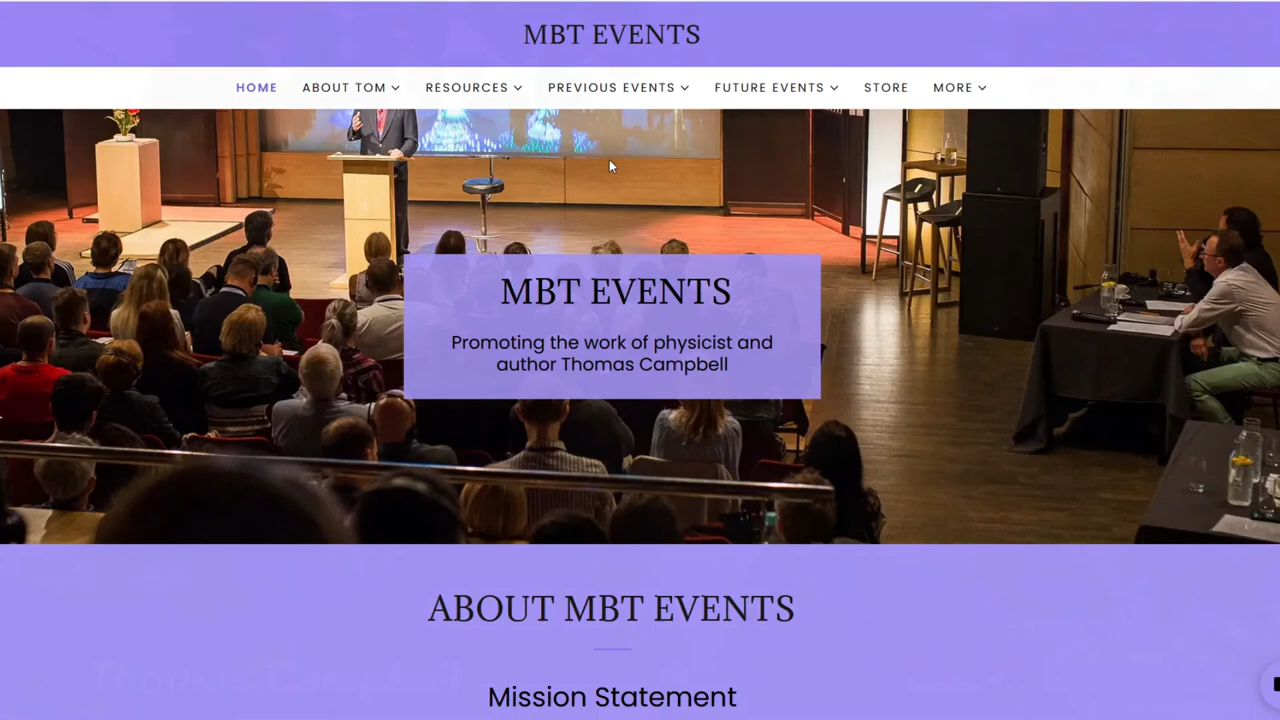 MBT EVENTS
HOME ABOUT TOM RESOURCES PREVIOUS EVENTS FUTURE EVENTS STORE MORE
MBT EVENTS
Promoting the work of physicist and
author Thomas Campbell
ABOUT MBT EVENTS
Mission Statement